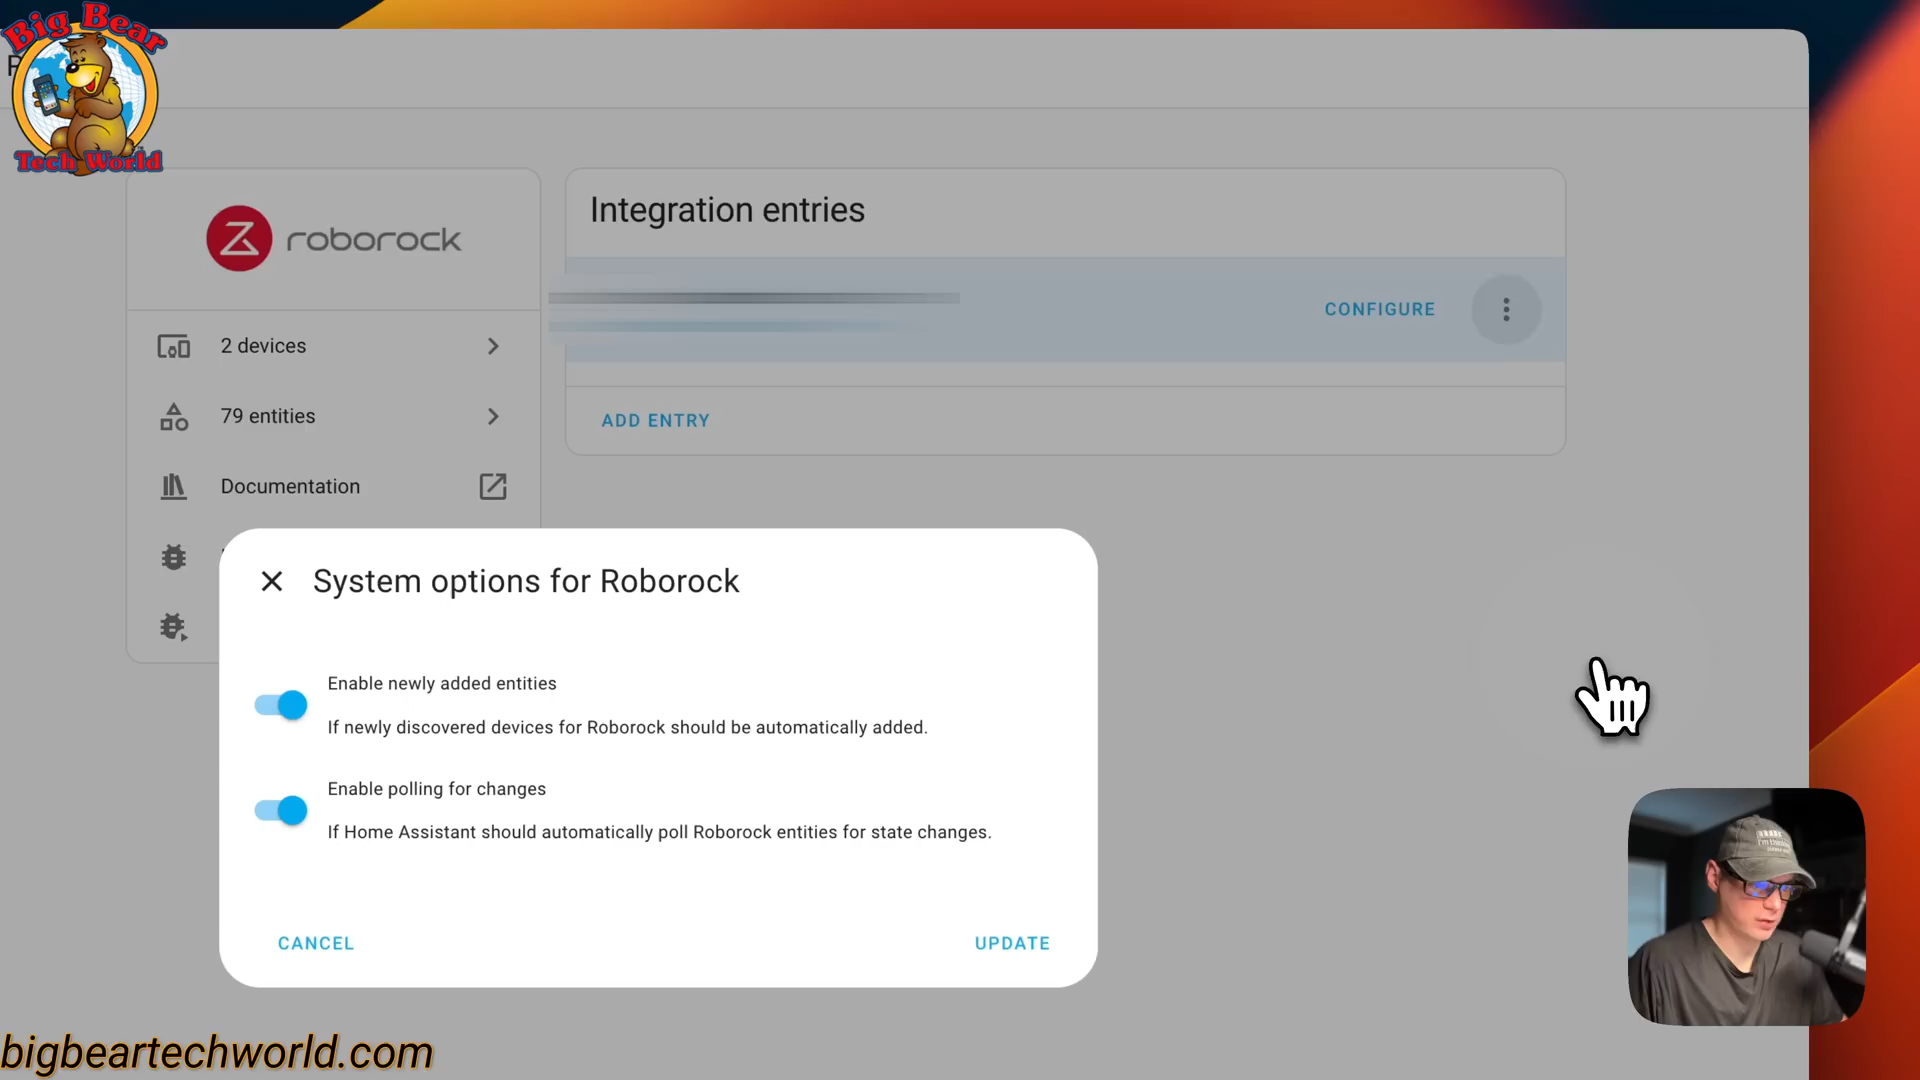 Big Bear
Tech World
roborock
2 devices
79 entities
Documentation
Integration entries
CONFIGURE
ADD ENTRY
System options for Roborock
Enable newly added entities
If newly discovered devices for Roborock should be automatically added.
Enable polling for changes
If Home Assistant should automatically poll Roborock entities for state changes.
CANCEL
UPDATE
bigbeartechworld.com